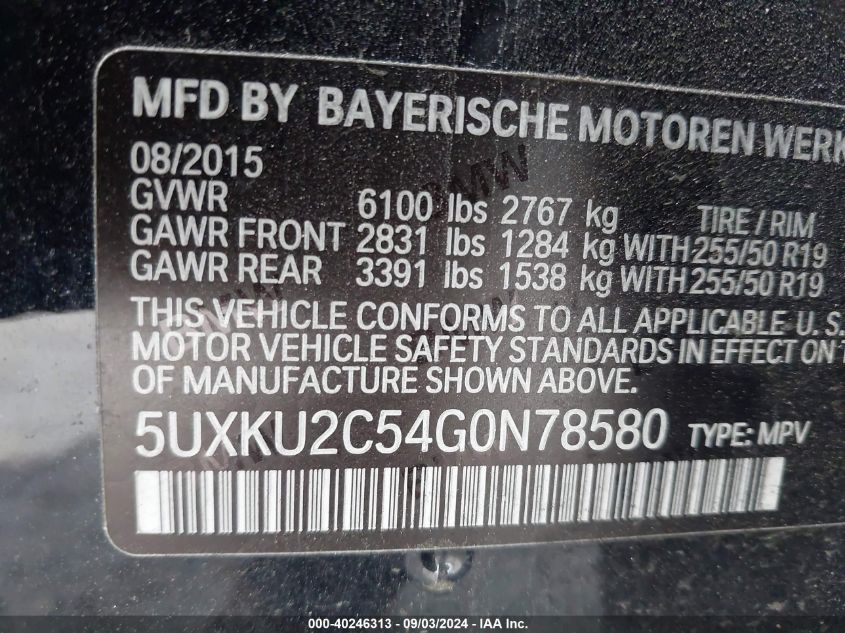 MFD BY BAYERISCHE MOTOREN WERK
08/2015
GVWR 6100 lbs 2767 kg TIRE / RIM
GAWR FRONT 2831 lbs 1284 kg WITH 255/50 R19
GAWR REAR 3391 lbs 1538 kg WITH 255/50 R19
THIS VEHICLE CONFORMS TO ALL APPLICABLE U.S.
MOTOR VEHICLE SAFETY STANDARDS IN EFFECT ON
OF MANUFACTURE SHOWN ABOVE.
5UXKU2C54G0N78580 TYPE: MPV
000-40246313 - 09/03/2024 - IAA Inc.